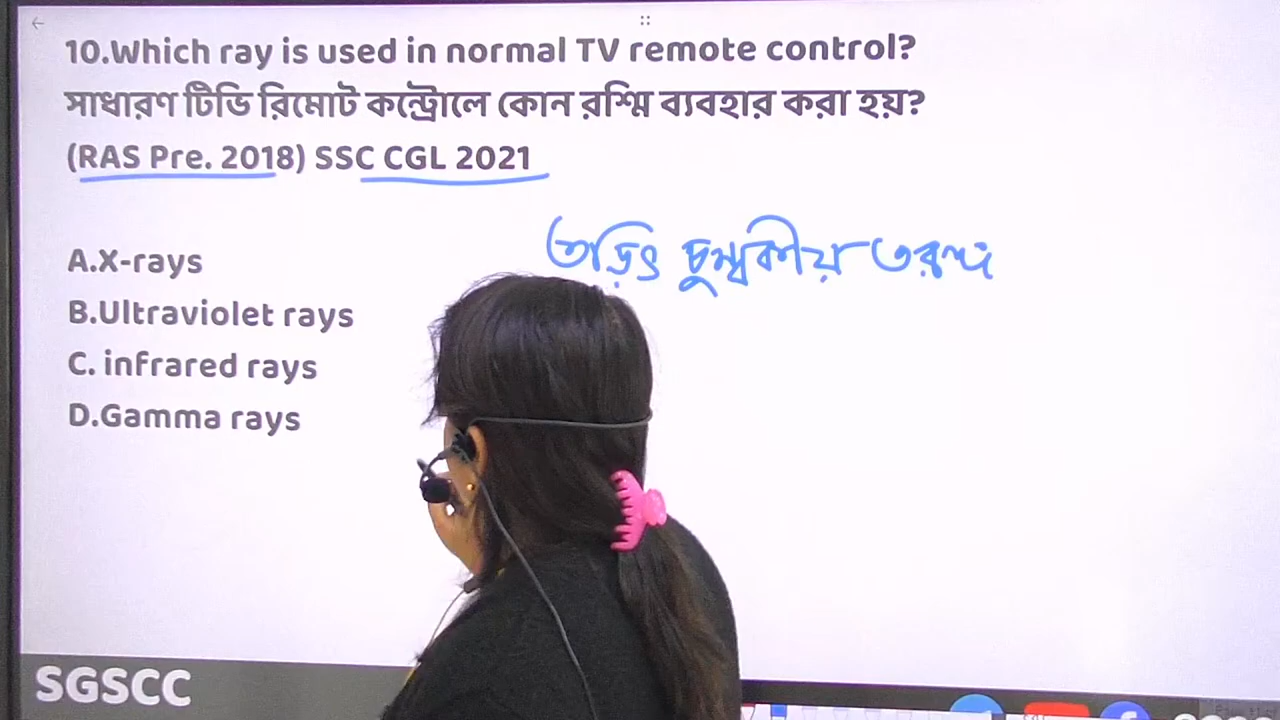 10.Which ray is used in normal TV remote control?
সাধারণ টিভি রিমোট কন্ট্রোলে কোন রশ্মি ব্যবহার করা হয়?
(RAS Pre. 2018) SSC CGL 2021
তড়িৎ চুম্বকীয় তরঙ্গ
A.X-rays
B.Ultraviolet rays
C. infrared rays
D.Gamma rays
SGSCC